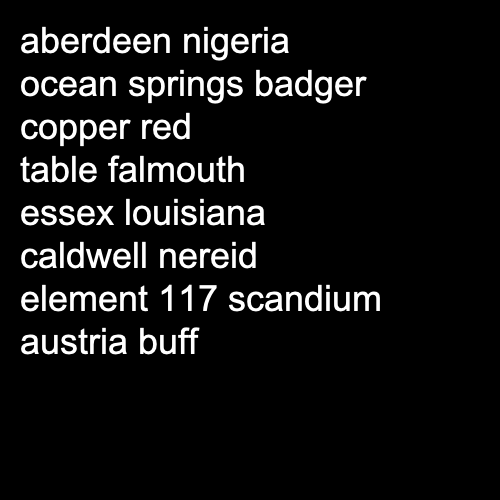 aberdeen nigeria
ocean springs badger
copper red
table falmouth
essex louisiana
caldwell nereid
element 117 scandium
austria buff